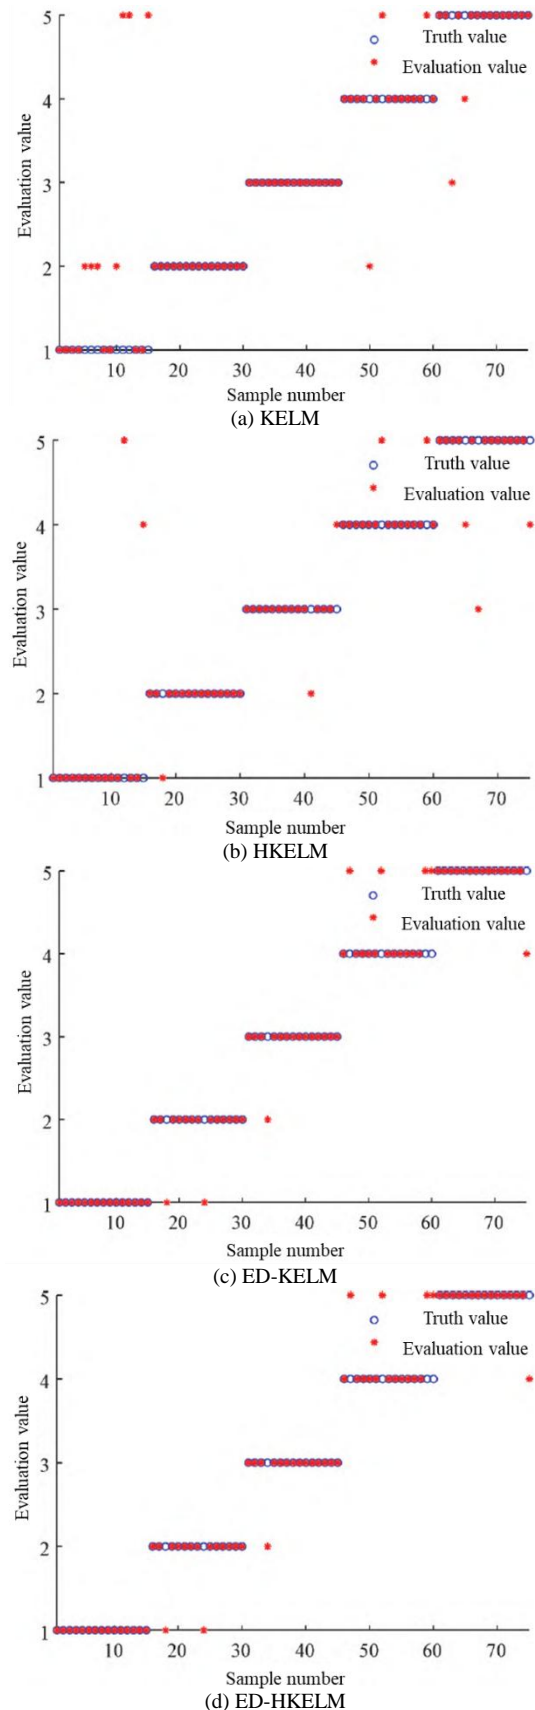 5
Truth value
Evaluation value
4
3
2
1
Evaluation value
10 20 30 40 50 60 70
Sample number
(a) KELM
5
Truth value
Evaluation value
4
3
2
1
Evaluation value
10 20 30 40 50 60 70
Sample number
(b) HKELM
5
Truth value
Evaluation value
4
3
2
1
Evaluation value
10 20 30 40 50 60 70
Sample number
(c) ED-KELM
5
Truth value
Evaluation value
4
3
2
1
Evaluation value
10 20 30 40 50 60 70
Sample number
(d) ED-HKELM